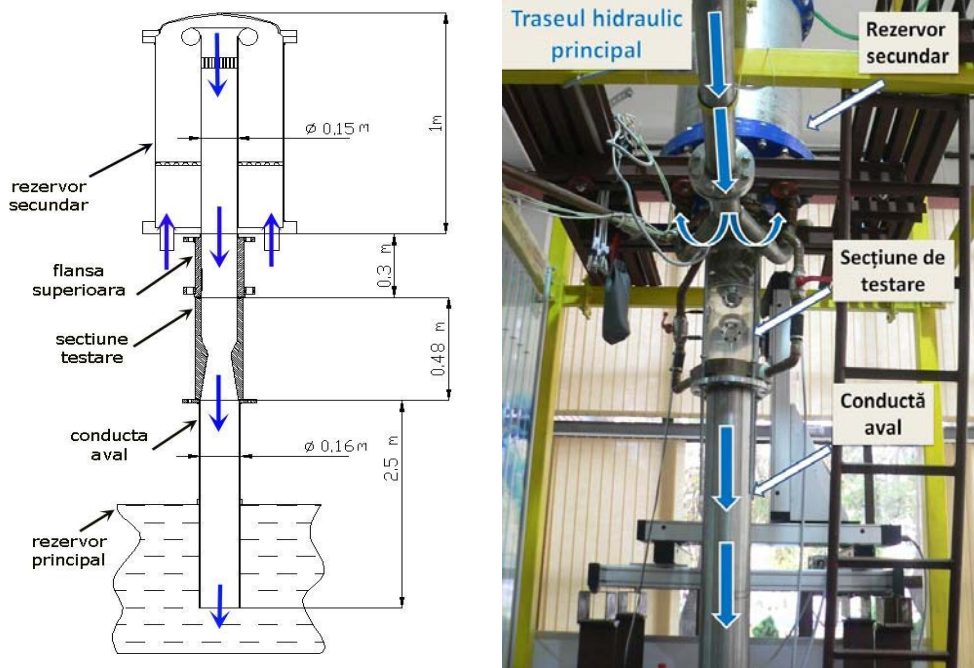 rezervor
secundar
flansa
superioara
sectiune
testare
conducta
aval
rezervor
principal
ø 0.15 m
1m
0.3 m
0.48 m
ø 0.16 m
2.5 m
Traseul hidraulic
principal
Rezervor
secundar
Secțiune de
testare
Conductă
aval